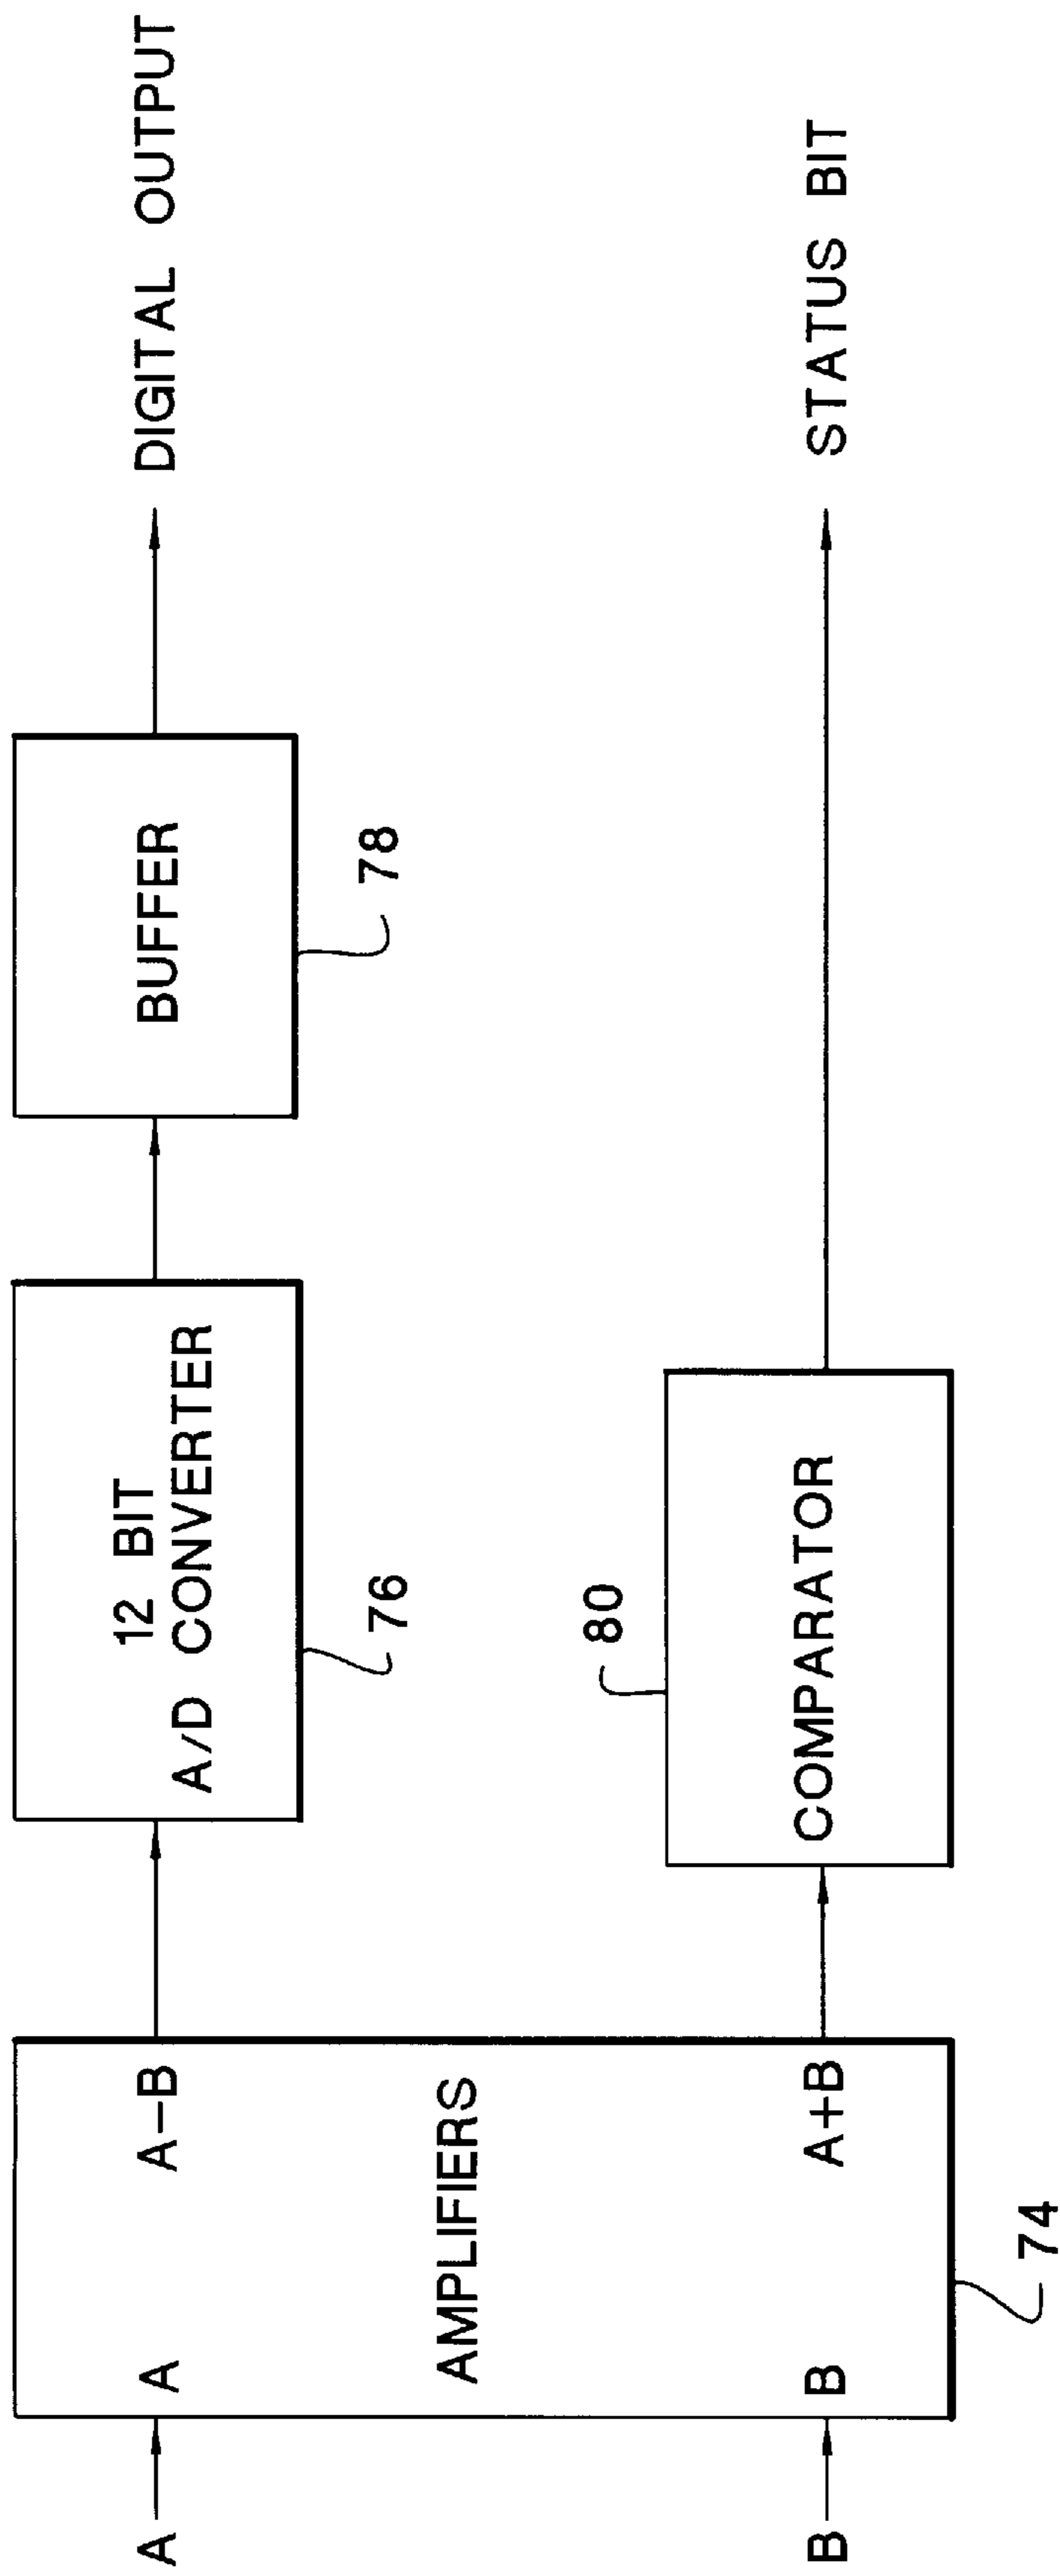 A
A
A−B
12 BIT
A/D CONVERTER
76
BUFFER
78
DIGITAL OUTPUT
AMPLIFIERS
B
B
A+B
74
80
COMPARATOR
STATUS BIT